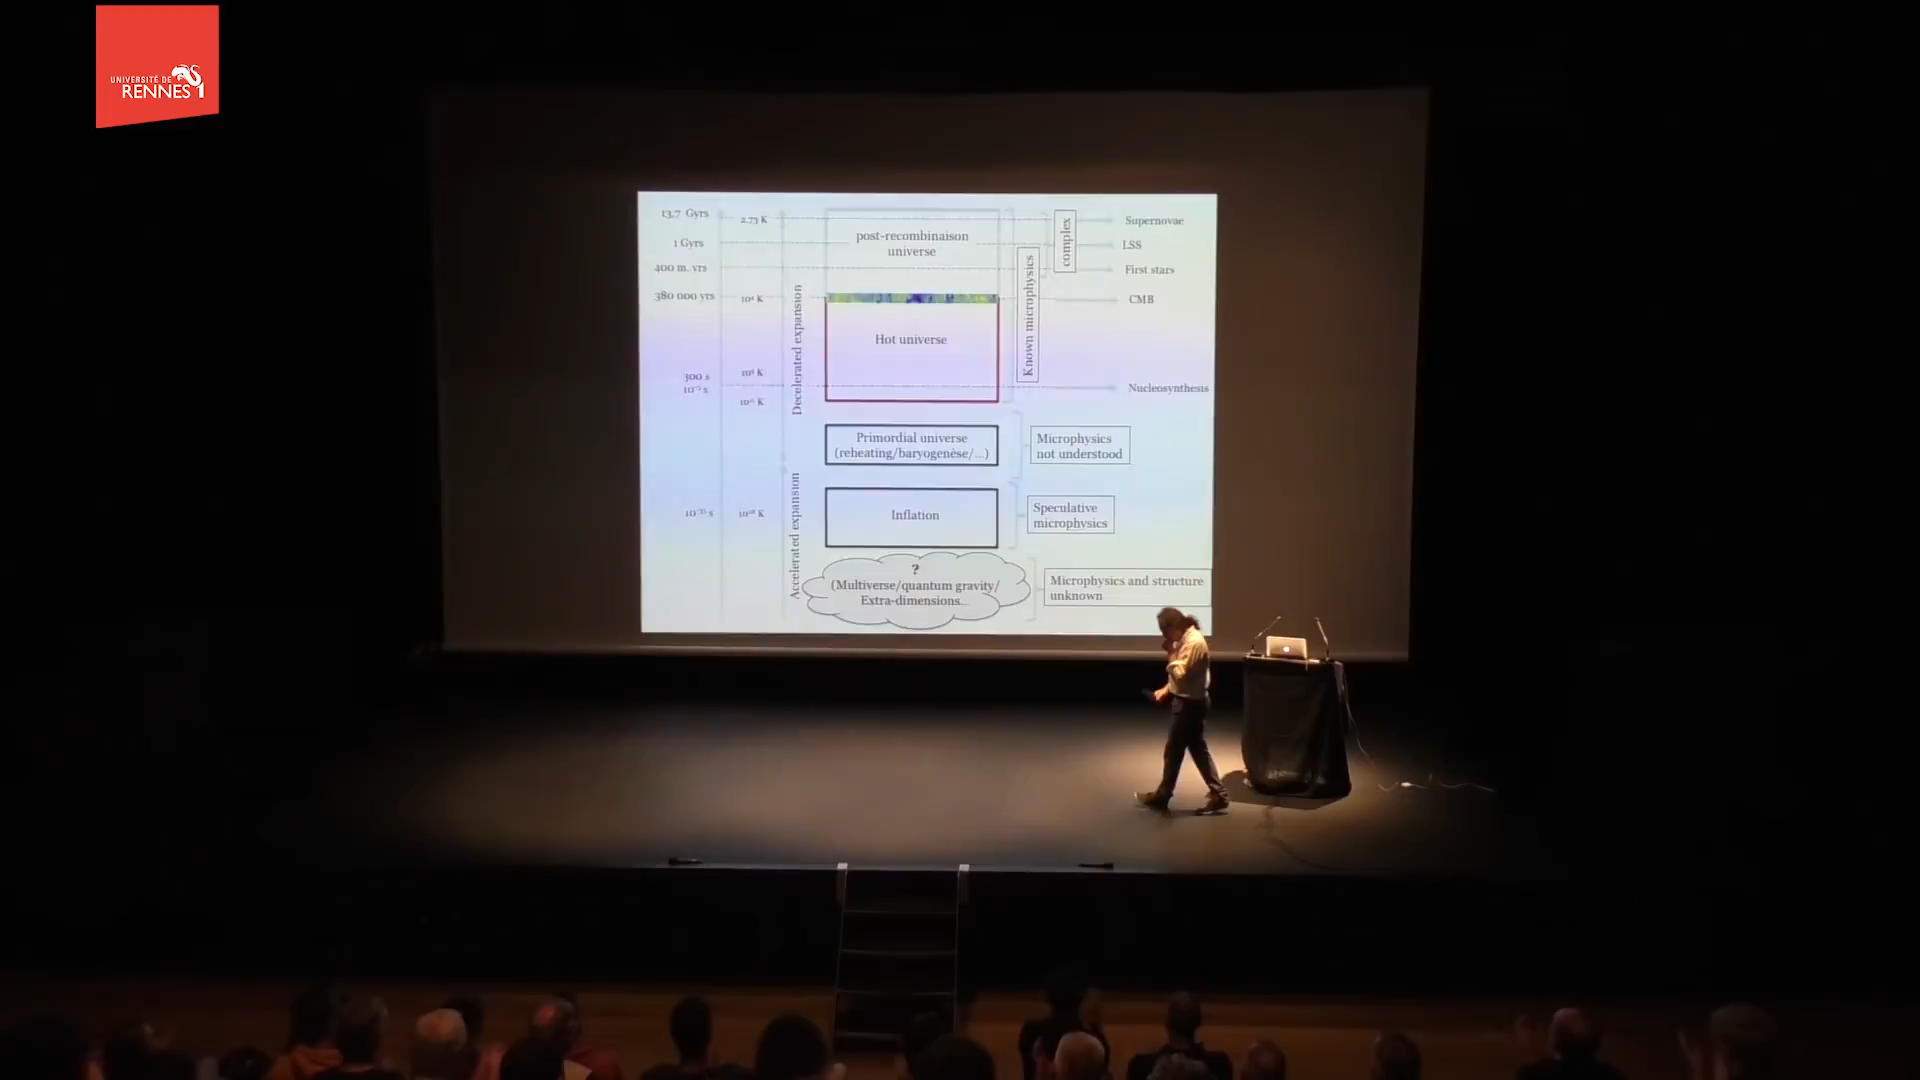 UNIVERSITÉ DE
RENNES 1
13.7 Gyrs
2.73 K
1 Gyrs
400 m. yrs
380 000 yrs
10⁴ K
300 s
K
s
K
s
K
Decelerated expansion
Accelerated expansion
post-recombinaison
universe
Hot universe
Primordial universe
(reheating/baryogenèse/...)
Inflation
?
(Multiverse/quantum gravity/
Extra-dimensions...
Known microphysics
complex
Microphysics
not understood
Speculative
microphysics
Microphysics and structure
unknown
Supernovae
LSS
First stars
CMB
Nucleosynthesis